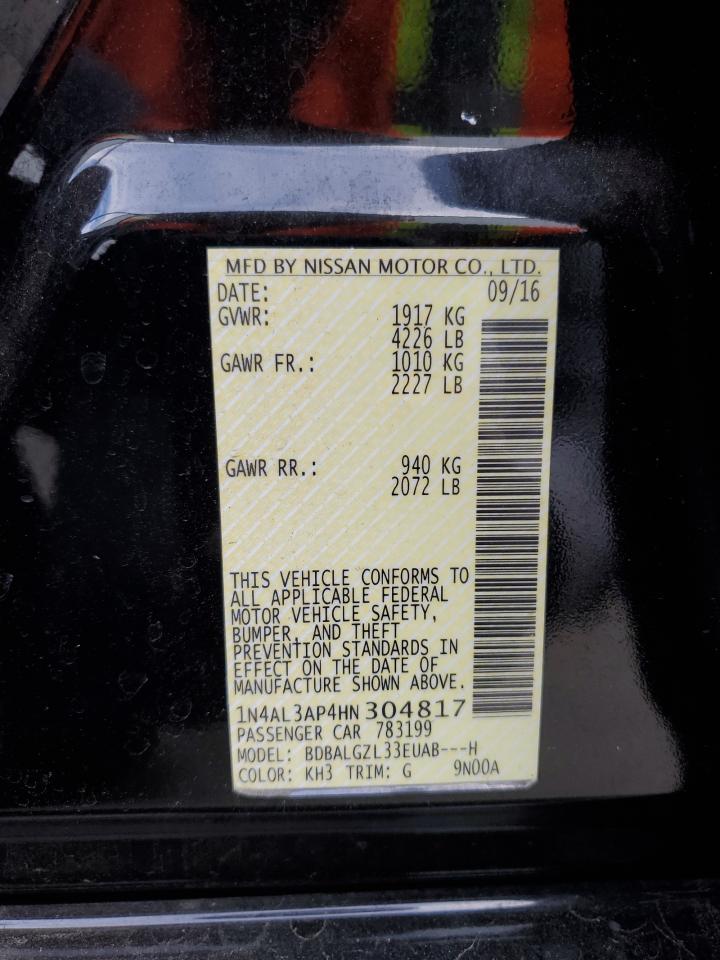 MFD BY NISSAN MOTOR CO., LTD.
DATE: 09/16
GVWR: 1917 KG
4226 LB
GAWR FR.: 1010 KG
2227 LB
GAWR RR.: 940 KG
2072 LB
THIS VEHICLE CONFORMS TO
ALL APPLICABLE FEDERAL
MOTOR VEHICLE SAFETY,
BUMPER, AND THEFT
PREVENTION STANDARDS IN
EFFECT ON THE DATE OF
MANUFACTURE SHOWN ABOVE.
1N4AL3AP4HN304817
PASSENGER CAR 783199
MODEL: BDBALGZL33EUAB---H
COLOR: KH3 TRIM: G 9N00A